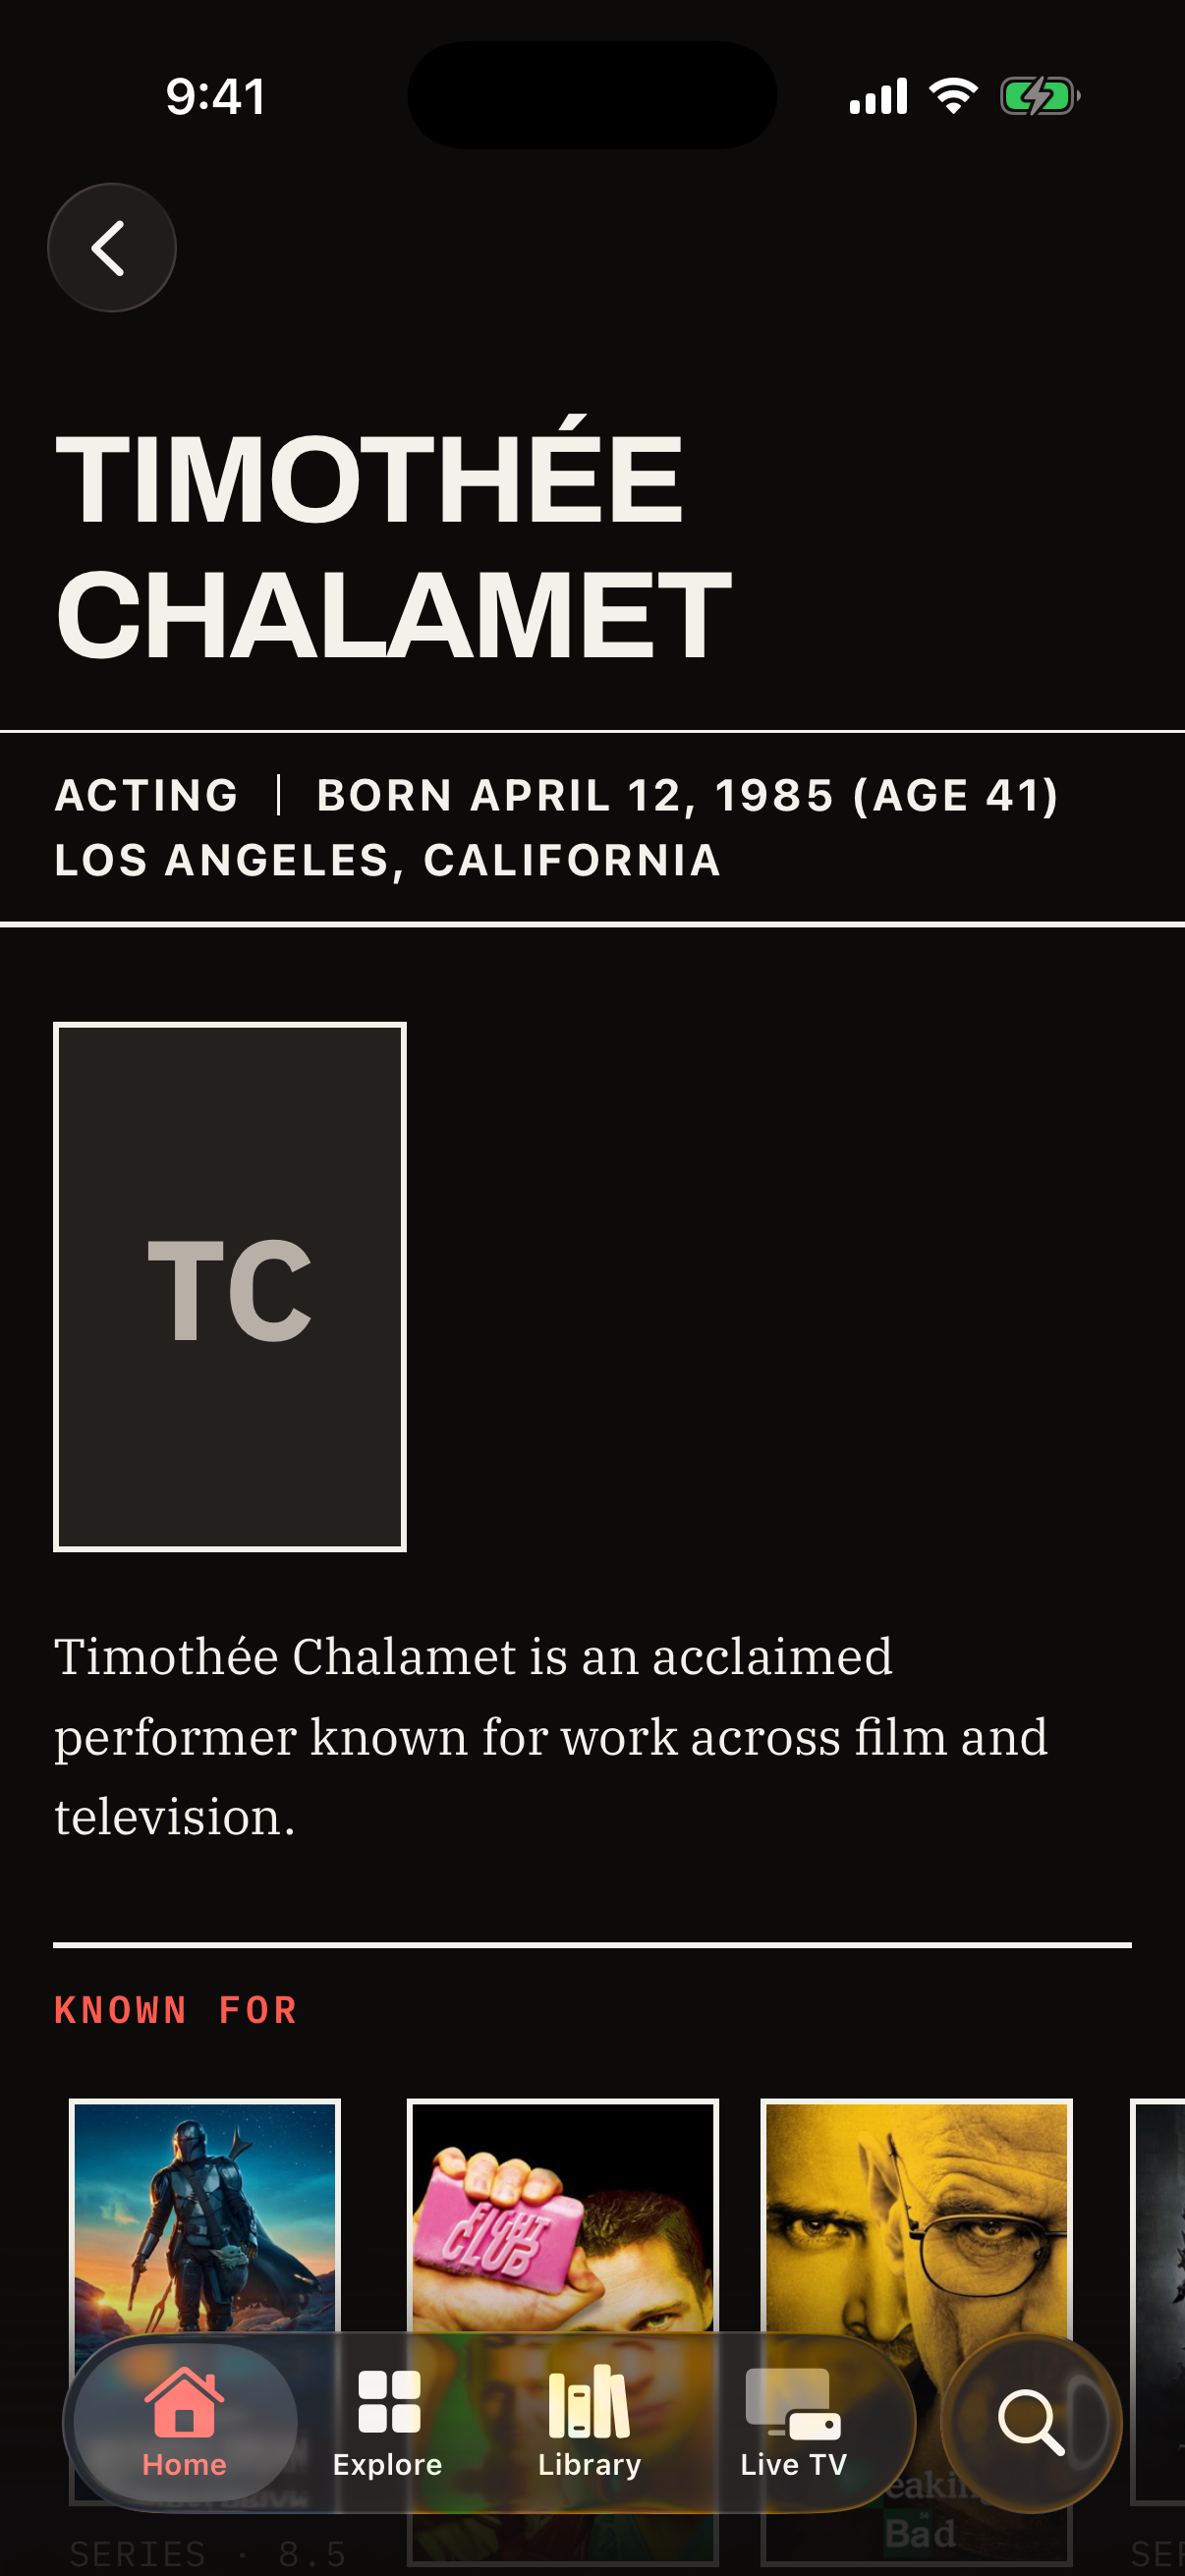 9:41
TIMOTHÉE
CHALAMET
ACTING | BORN APRIL 12, 1985 (AGE 41)
LOS ANGELES, CALIFORNIA
TC
Timothée Chalamet is an acclaimed
performer known for work across film and
television.
KNOWN FOR
FIGHT
CLUB
Home
Explore
Library
Live TV
Bad
SERIES · 8.5